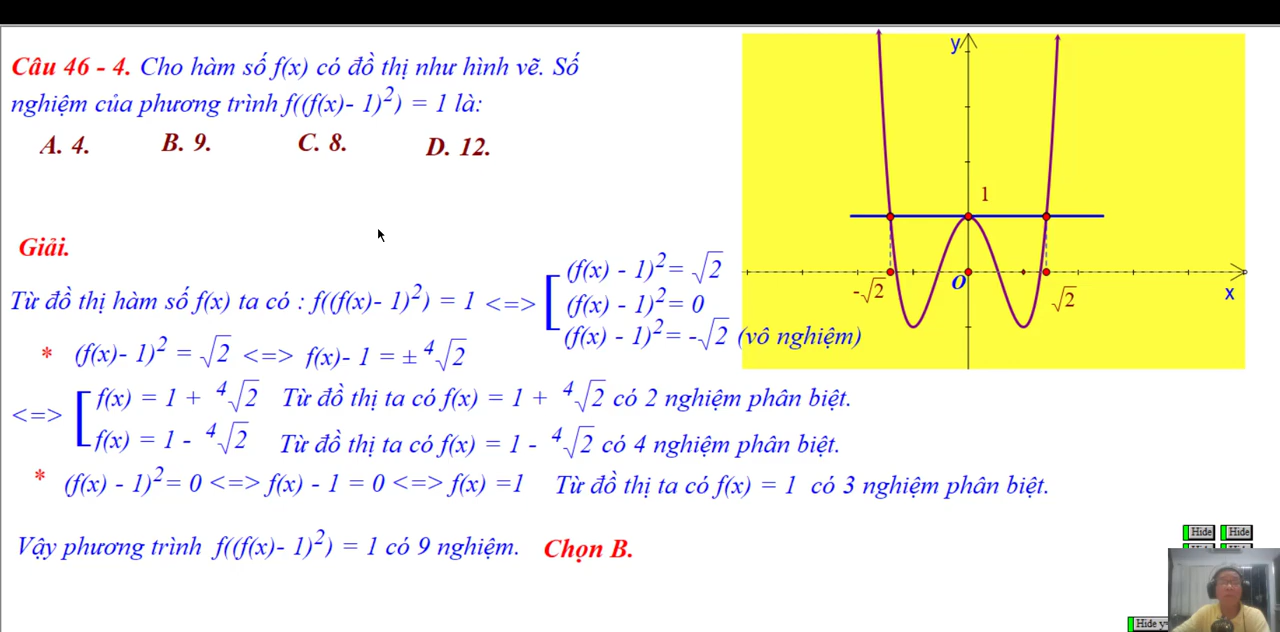 Câu 46 - 4. Cho hàm số f(x) có đồ thị như hình vẽ. Số
nghiệm của phương trình f((f(x)- 1)²) = 1 là:
A. 4. B. 9. C. 8. D. 12.
y
1
-√2
O
√2
x
Giải.
Từ đồ thị hàm số f(x) ta có : f((f(x)- 1)²) = 1 <=>
(f(x) - 1)² = √2
(f(x) - 1)² = 0
(f(x) - 1)² = -√2 (vô nghiệm)
* (f(x)- 1)² = √2 <=> f(x)- 1 = ± ⁴√2
<=>
f(x) = 1 + ⁴√2 Từ đồ thị ta có f(x) = 1 + ⁴√2 có 2 nghiệm phân biệt.
f(x) = 1 - ⁴√2 Từ đồ thị ta có f(x) = 1 - ⁴√2 có 4 nghiệm phân biệt.
* (f(x) - 1)² = 0 <=> f(x) - 1 = 0 <=> f(x) =1 Từ đồ thị ta có f(x) = 1 có 3 nghiệm phân biệt.
Vậy phương trình f((f(x)- 1)²) = 1 có 9 nghiệm. Chọn B.
Hide Hide
Hide y=